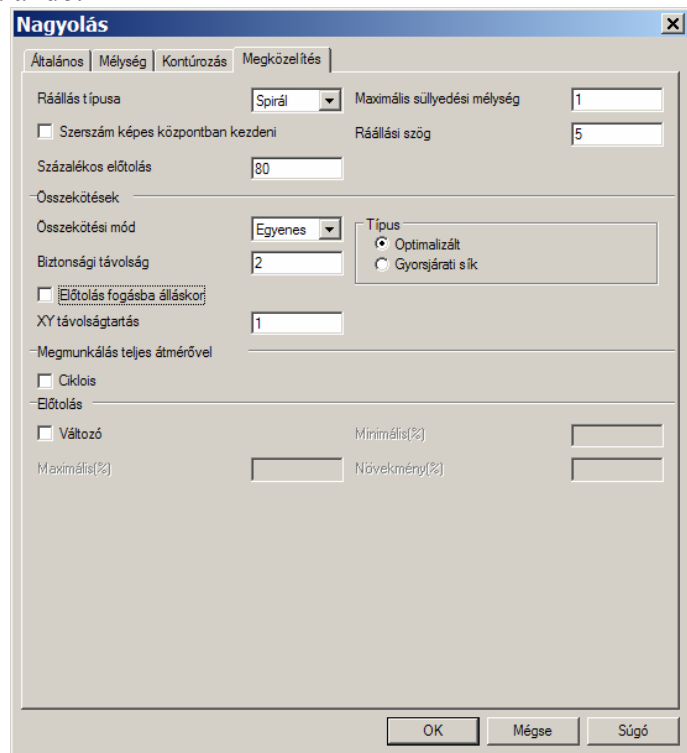 Nagyolás
Általános Mélység Kontúrozás Megközelítés
Ráállás típusa Spirál Maximális süllyedési mélység 1
Szerszám képes központban kezdeni Ráállási szög 5
Százalékos előtolás 80
Összekötések
Összekötési mód Egyenes Típus
Optimalizált
Biztonsági távolság 2 Gyorsjárati sík
Előtolás fogásba álláskor
XY távolságtartás 1
Megmunkálás teljes átmérővel
Ciklois
Előtolás
Változó Minimális(%)
Maximális(%) Növekmény(%)
OK Mégse Súgó